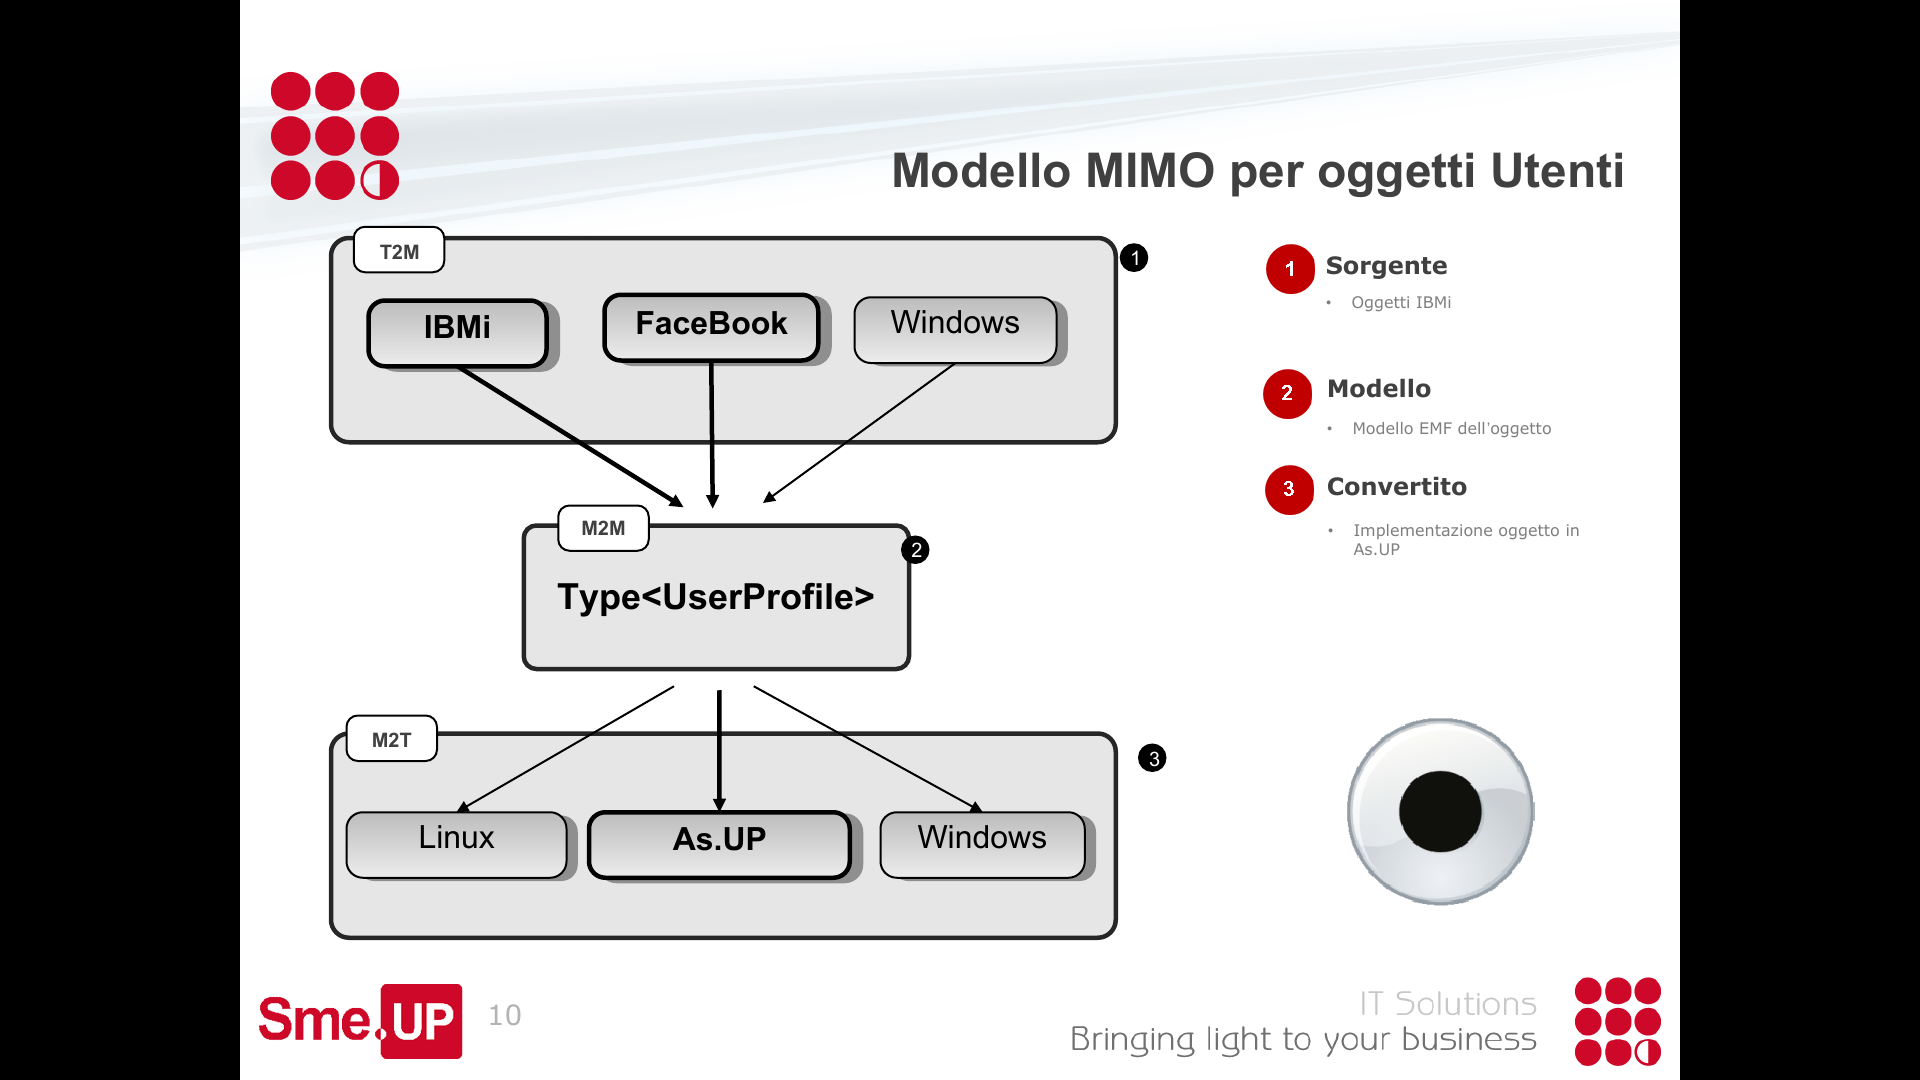 Modello MIMO per oggetti Utenti
T2M
1
IBMi
FaceBook
Windows
M2M
2
Type<UserProfile>
M2T
3
Linux
As.UP
Windows
1
Sorgente
• Oggetti IBMi
2
Modello
• Modello EMF dell'oggetto
3
Convertito
• Implementazione oggetto in
As.UP
Sme.UP
10
IT Solutions
Bringing light to your business